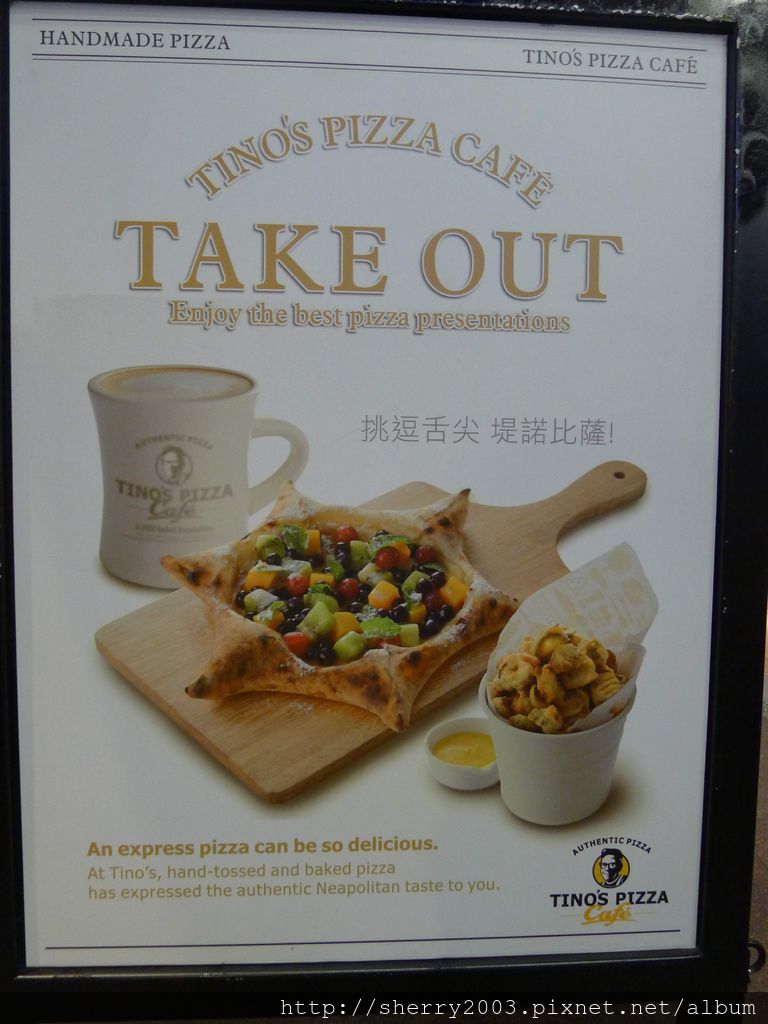 HANDMADE PIZZA
TINO'S PIZZA CAFÉ
TINO'S PIZZA CAFÉ
TAKE OUT
Enjoy the best pizza presentations
挑逗舌尖 堤諾比薩!
AUTHENTIC PIZZA
TINO'S PIZZA
Café
An express pizza can be so delicious.
At Tino's, hand-tossed and baked pizza
has expressed the authentic Neapolitan taste to you.
AUTHENTIC PIZZA
TINO'S PIZZA
Café
http://sherry2003.pixnet.net/album